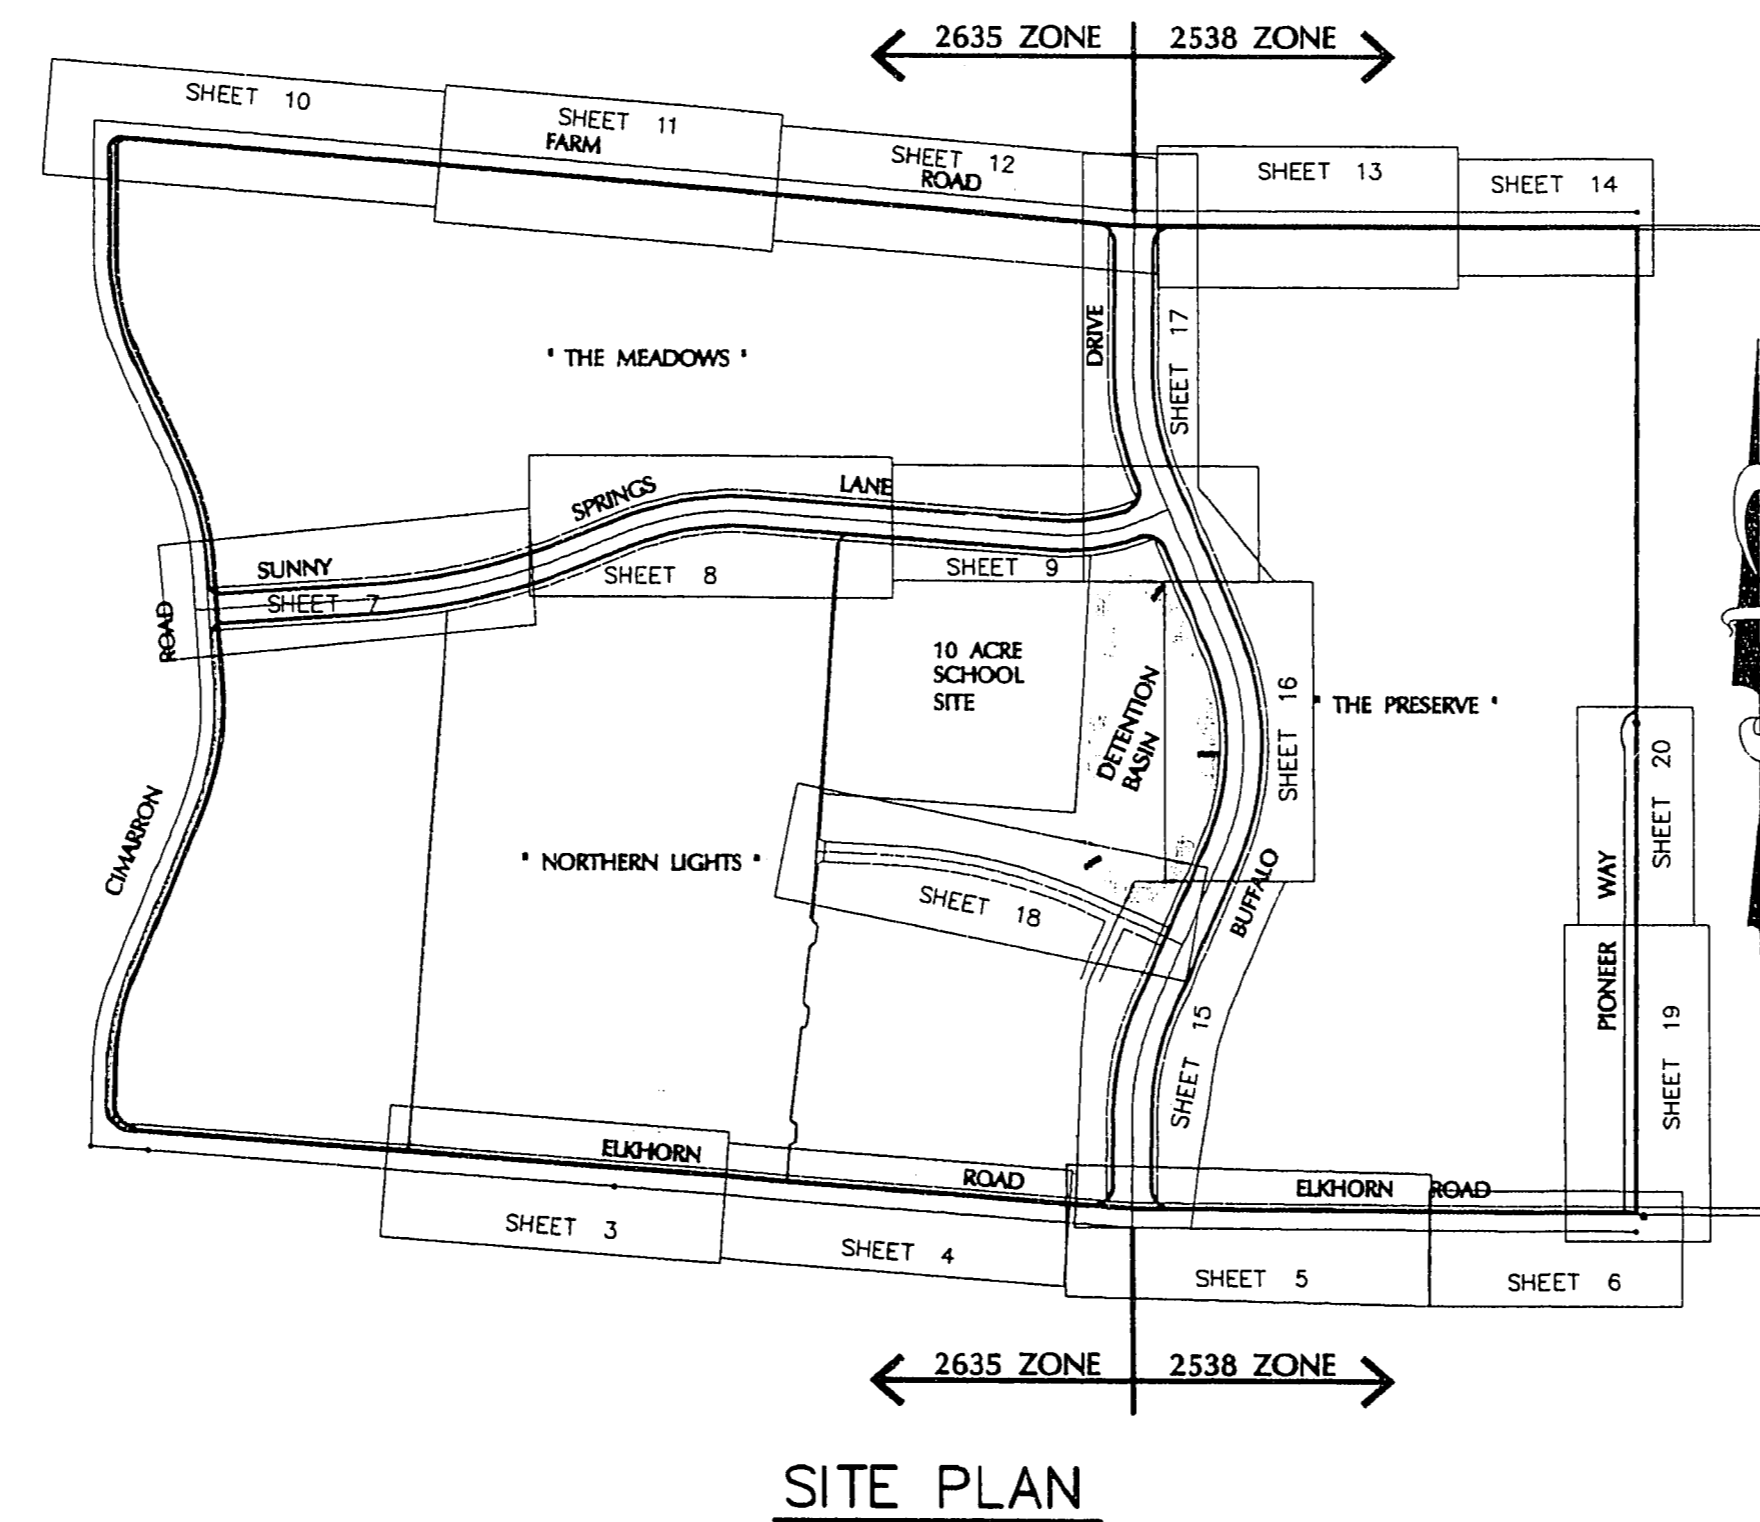 2635 ZONE
2538 ZONE
SHEET 10
SHEET 11
FARM
SHEET 12
ROAD
SHEET 13
SHEET 14
DRIVE
SHEET 17
" THE MEADOWS "
SPRINGS
LANE
SUNNY
SHEET 7
SHEET 8
SHEET 9
ROAD
10 ACRE
SCHOOL
SITE
DETENTION
BASIN
SHEET 16
" THE PRESERVE "
SHEET 20
CIMARRON
" NORTHERN LIGHTS "
SHEET 18
BUFFALO
PIONEER WAY
SHEET 15
SHEET 19
ELKHORN
ROAD
ELKHORN ROAD
SHEET 3
SHEET 4
SHEET 5
SHEET 6
2635 ZONE
2538 ZONE
SITE PLAN